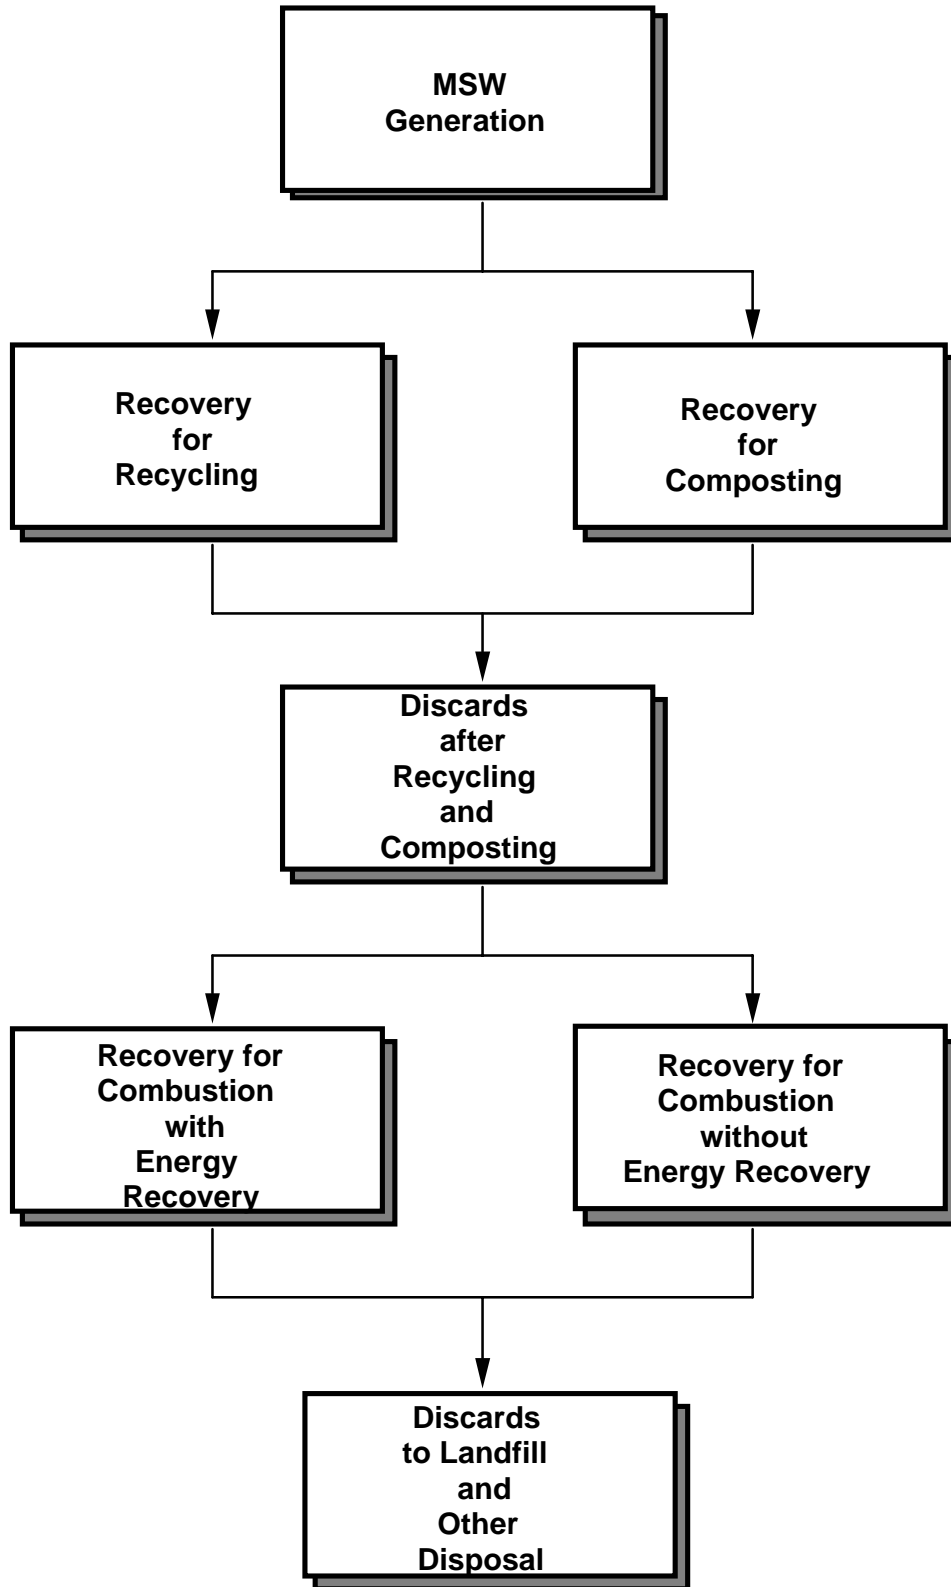 MSW
Generation
Recovery
for
Recycling
Recovery
for
Composting
Discards
after
Recycling
and
Composting
Recovery for
Combustion
with
Energy
Recovery
Recovery for
Combustion
without
Energy Recovery
Discards
to Landfill
and
Other
Disposal